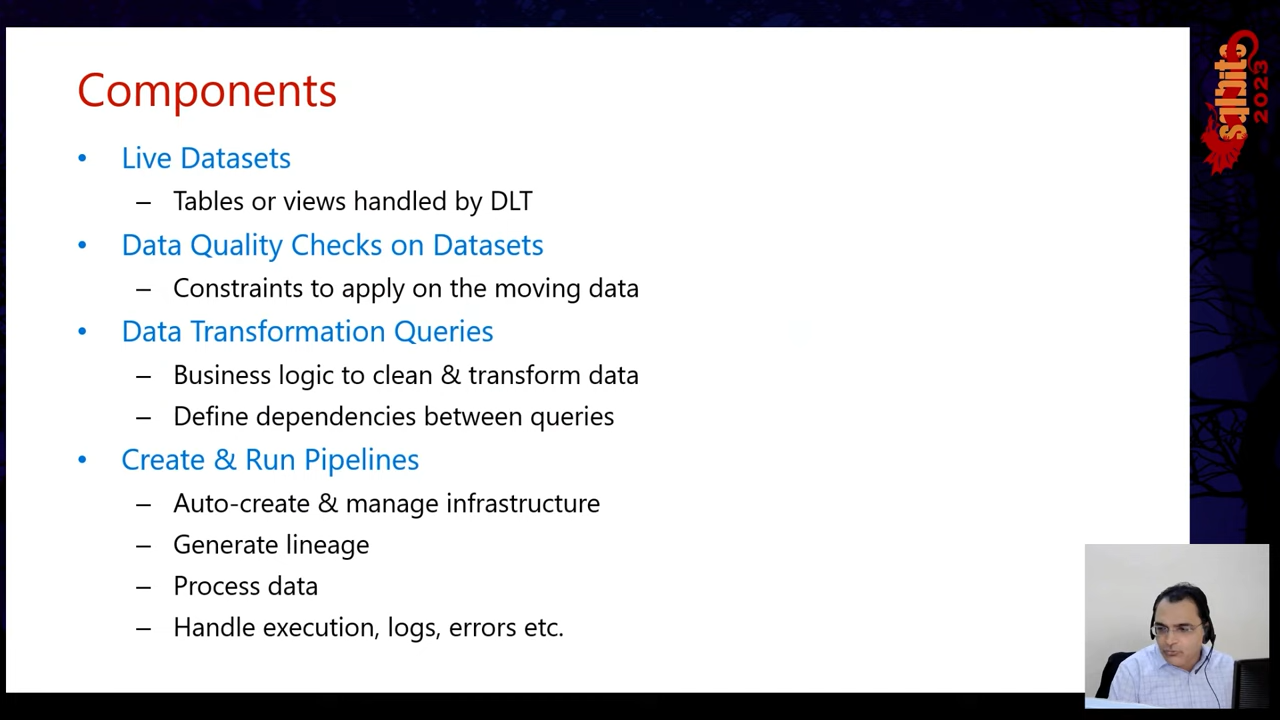 Components
• Live Datasets
– Tables or views handled by DLT
• Data Quality Checks on Datasets
– Constraints to apply on the moving data
• Data Transformation Queries
– Business logic to clean & transform data
– Define dependencies between queries
• Create & Run Pipelines
– Auto-create & manage infrastructure
– Generate lineage
– Process data
– Handle execution, logs, errors etc.
sqlbits
2023